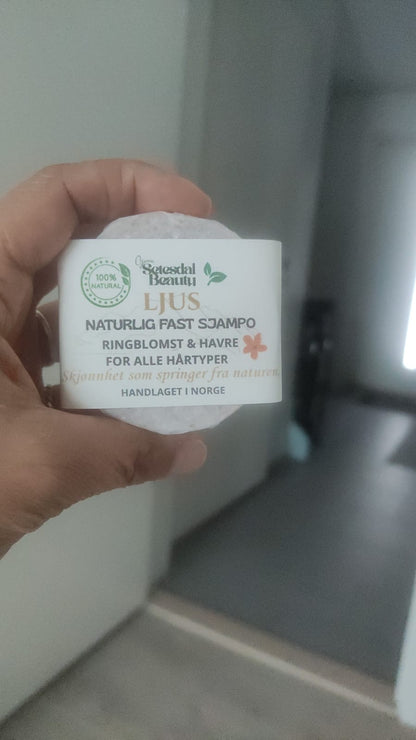 100%
NATURAL
Setesdal
Beauty
LJUS
NATURLIG FAST SJAMPO
RINGBLOMST & HAVRE
FOR ALLE HÅRTYPER
Skjønnhet som springer fra naturen.
HANDLAGET I NORGE